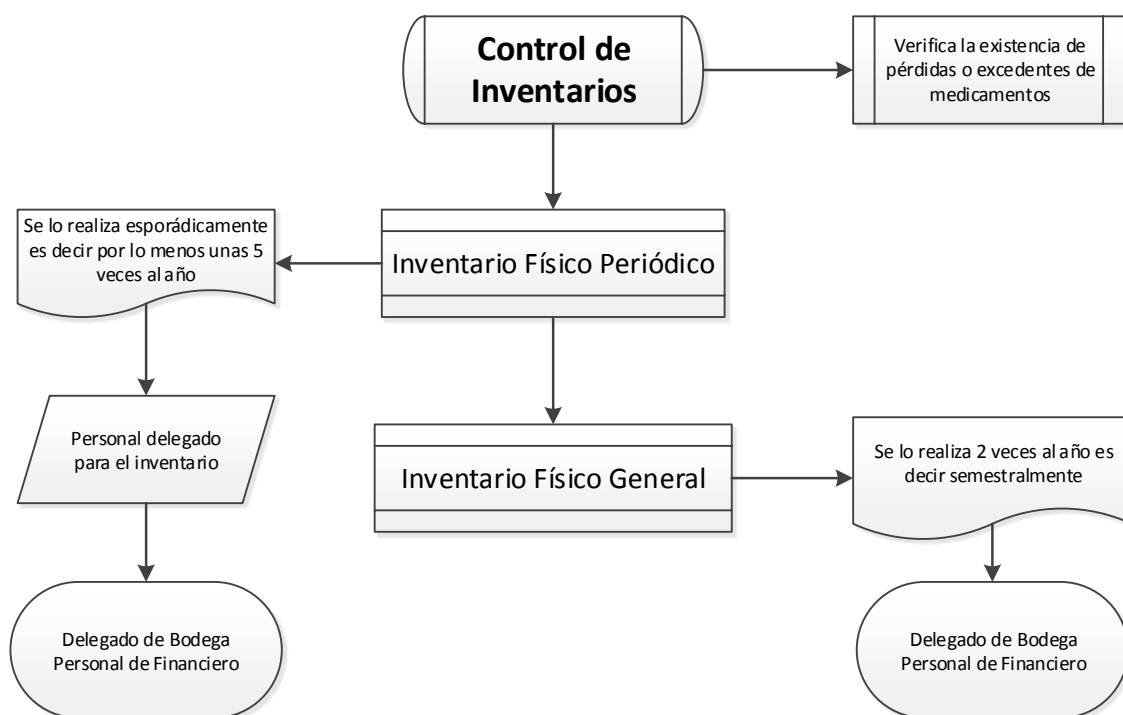 Control de
Inventarios
Verifica la existencia de
pérdidas o excedentes de
medicamentos
Se lo realiza esporádicamente
es decir por lo menos unas 5
veces al año
Inventario Físico Periódico
Personal delegado
para el inventario
Inventario Físico General
Se lo realiza 2 veces al año es
decir semestralmente
Delegado de Bodega
Personal de Financiero
Delegado de Bodega
Personal de Financiero